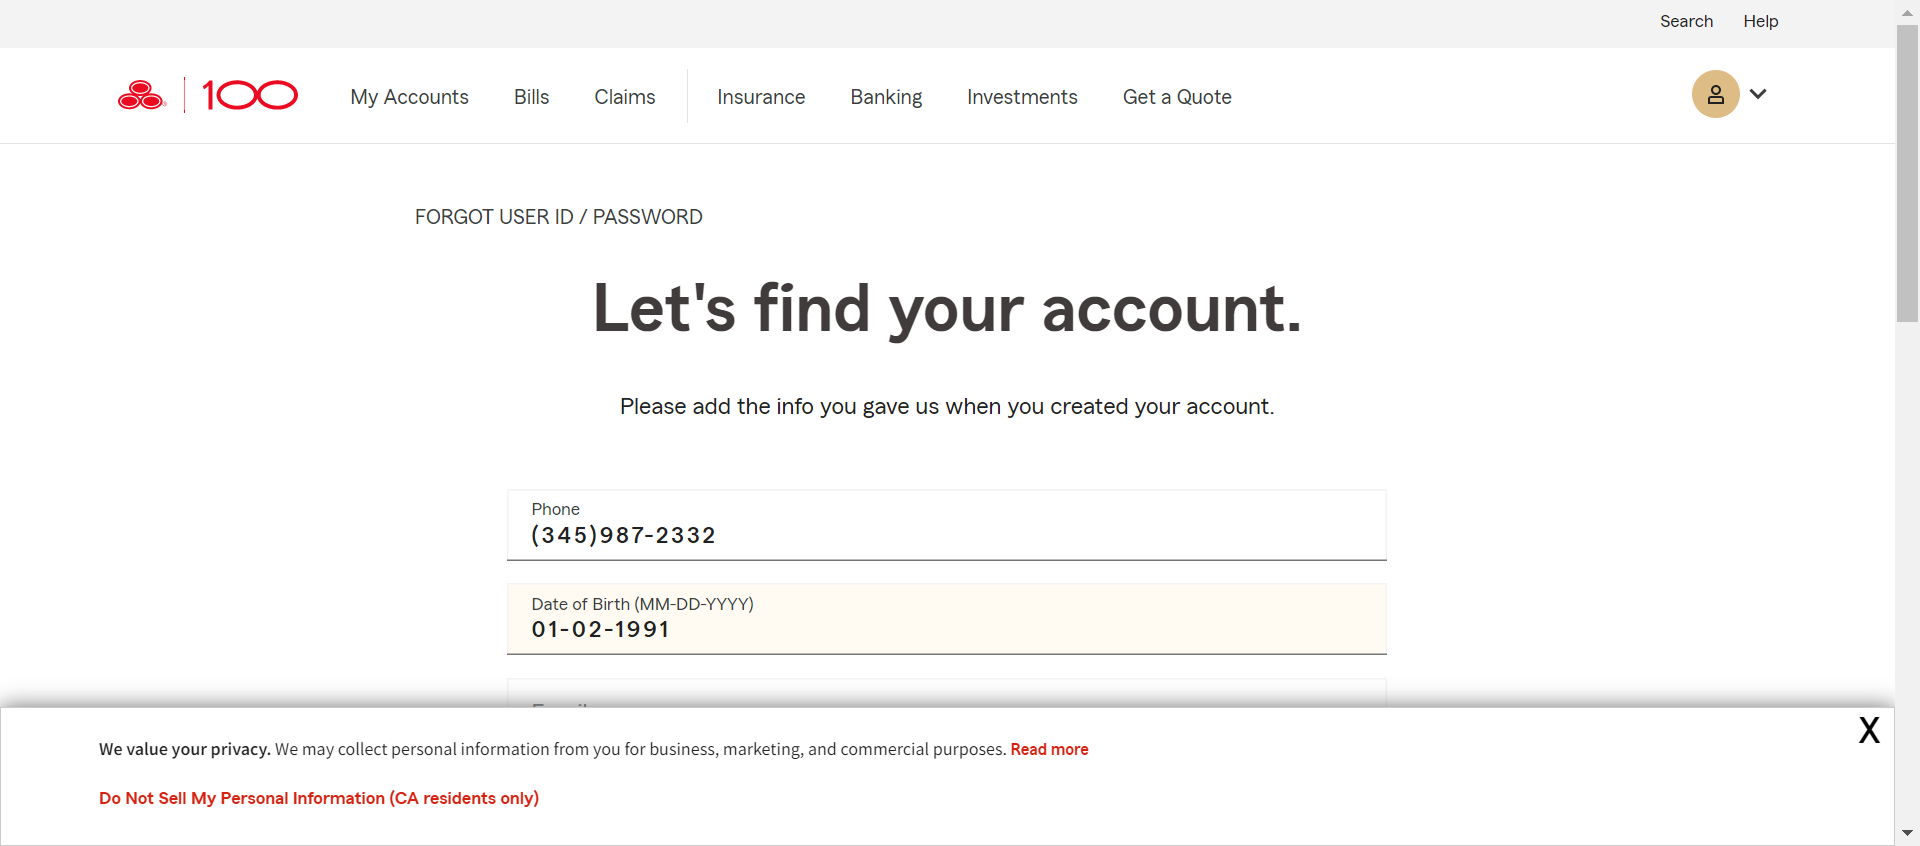 Search Help
100 My Accounts Bills Claims Insurance Banking Investments Get a Quote
FORGOT USER ID / PASSWORD
Let's find your account.
Please add the info you gave us when you created your account.
Phone
(345)987-2332
Date of Birth (MM-DD-YYYY)
01-02-1991
X
We value your privacy. We may collect personal information from you for business, marketing, and commercial purposes. Read more
Do Not Sell My Personal Information (CA residents only)